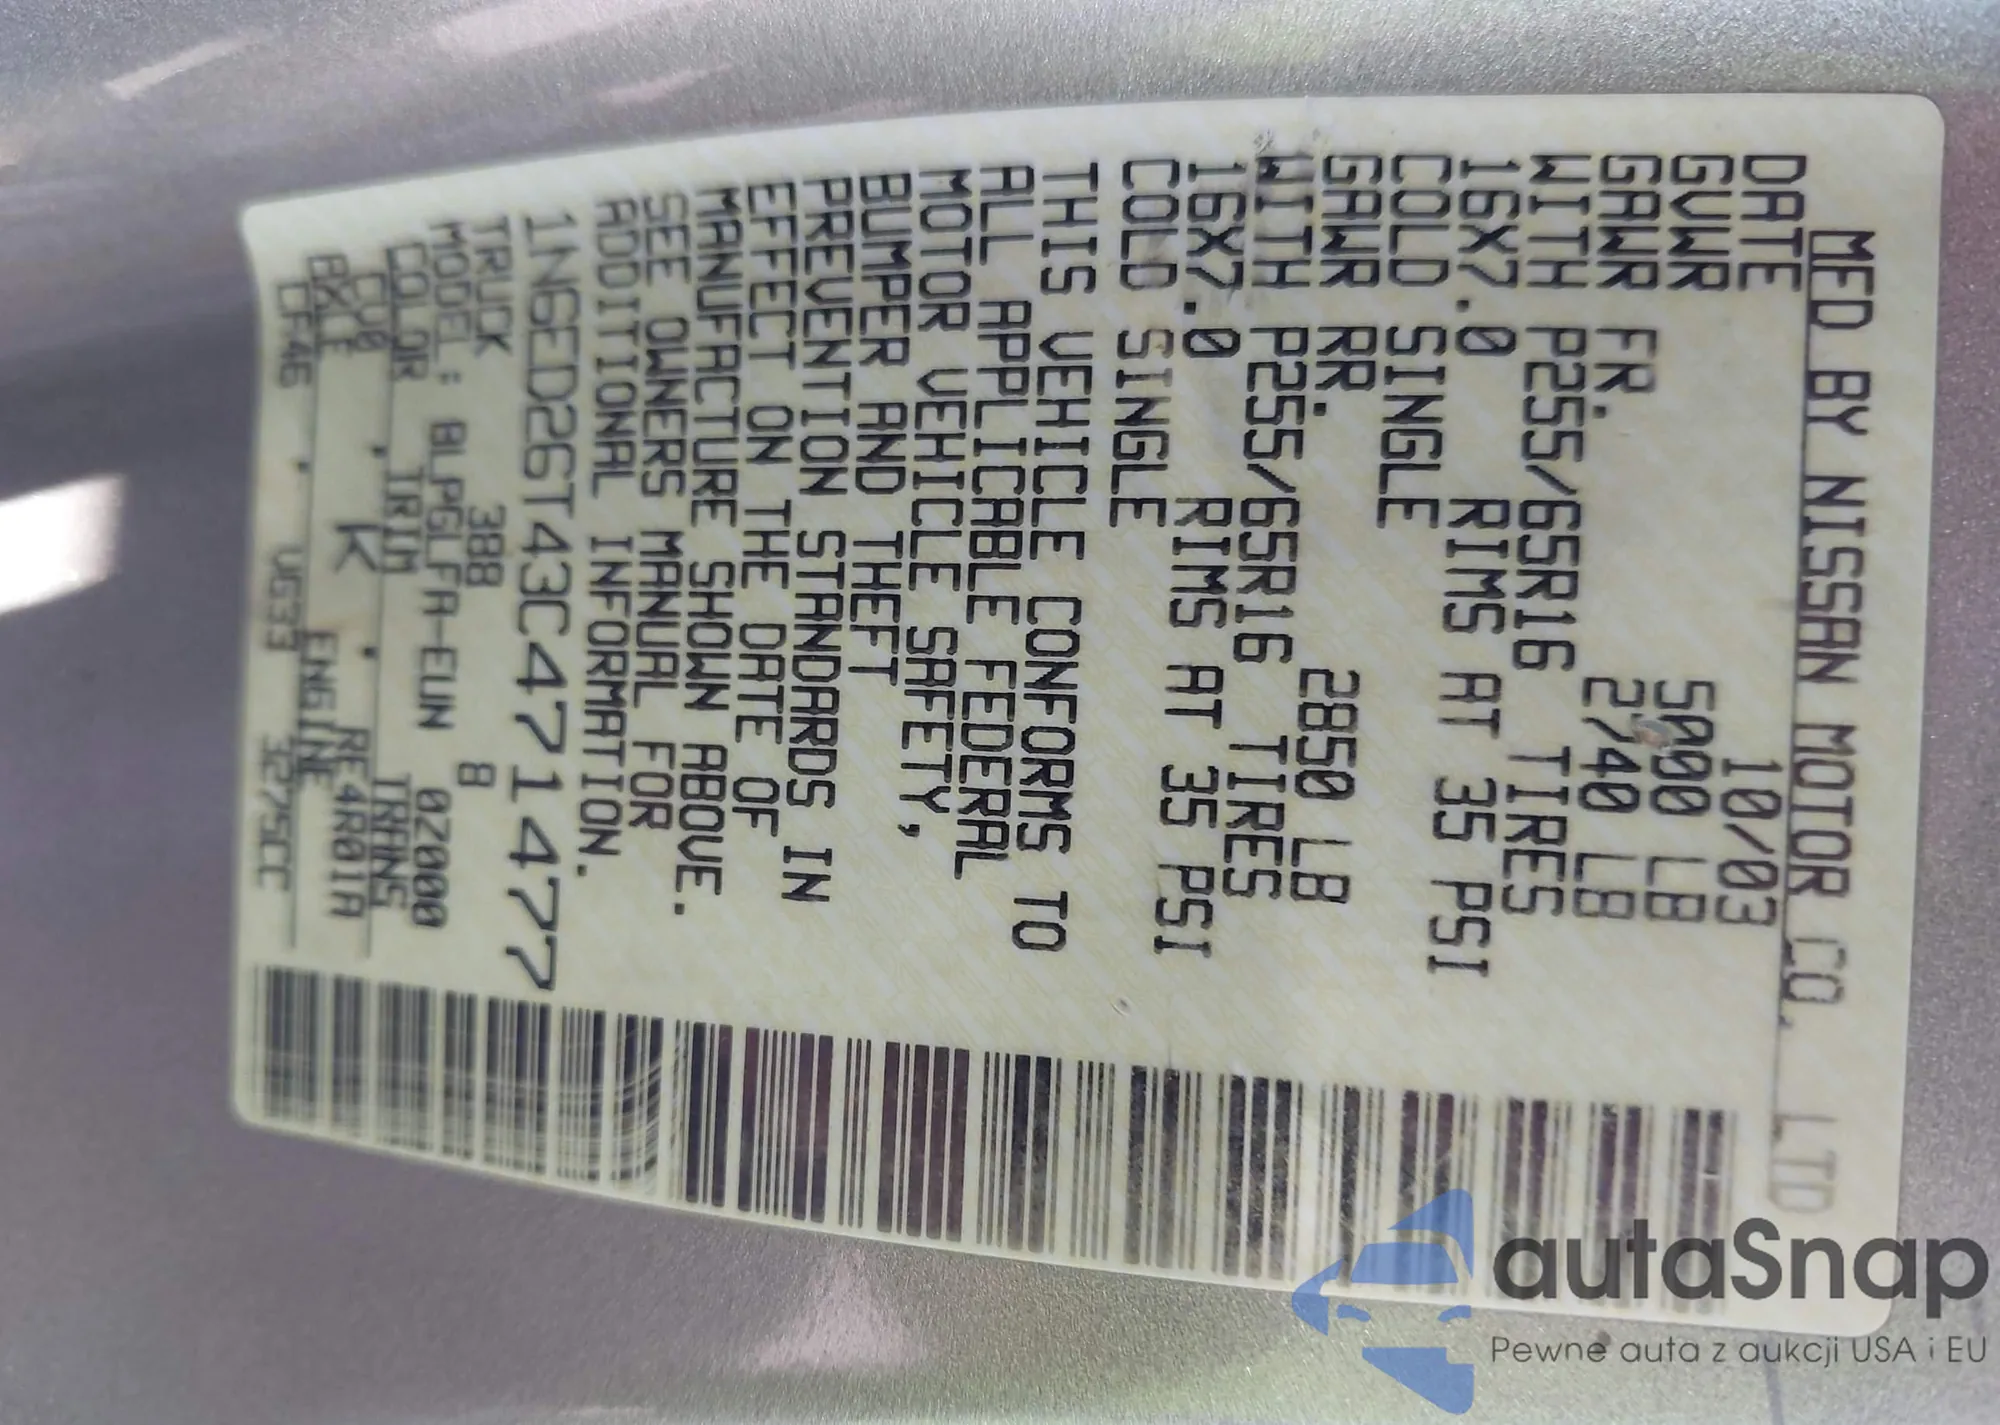 MFD BY NISSAN MOTOR CO. LTD
DATE 10/03
GVWR 5000 LB
GAWR FR. 2740 LB
WITH P255/65R16 TIRES
16X7.0 RIMS AT 35 PSI
COLD SINGLE
GAWR RR. 2850 LB
WITH P255/65R16 TIRES
16X7.0 RIMS AT 35 PSI
COLD SINGLE
THIS VEHICLE CONFORMS TO
ALL APPLICABLE FEDERAL
MOTOR VEHICLE SAFETY,
BUMPER AND THEFT
PREVENTION STANDARDS IN
EFFECT ON THE DATE OF
MANUFACTURE SHOWN ABOVE.
SEE OWNERS MANUAL FOR
ADDITIONAL INFORMATION.
1N6ED26T43C471477
TRUCK 388 8
MODEL: BLPGLFA-EUN 0Z000
COLOR TRIM TRANS
CV0 K RE4R01A
AXLE ENGINE
CF46 VG33 3275CC
autaSnap
Pewne auta z aukcji USA i EU